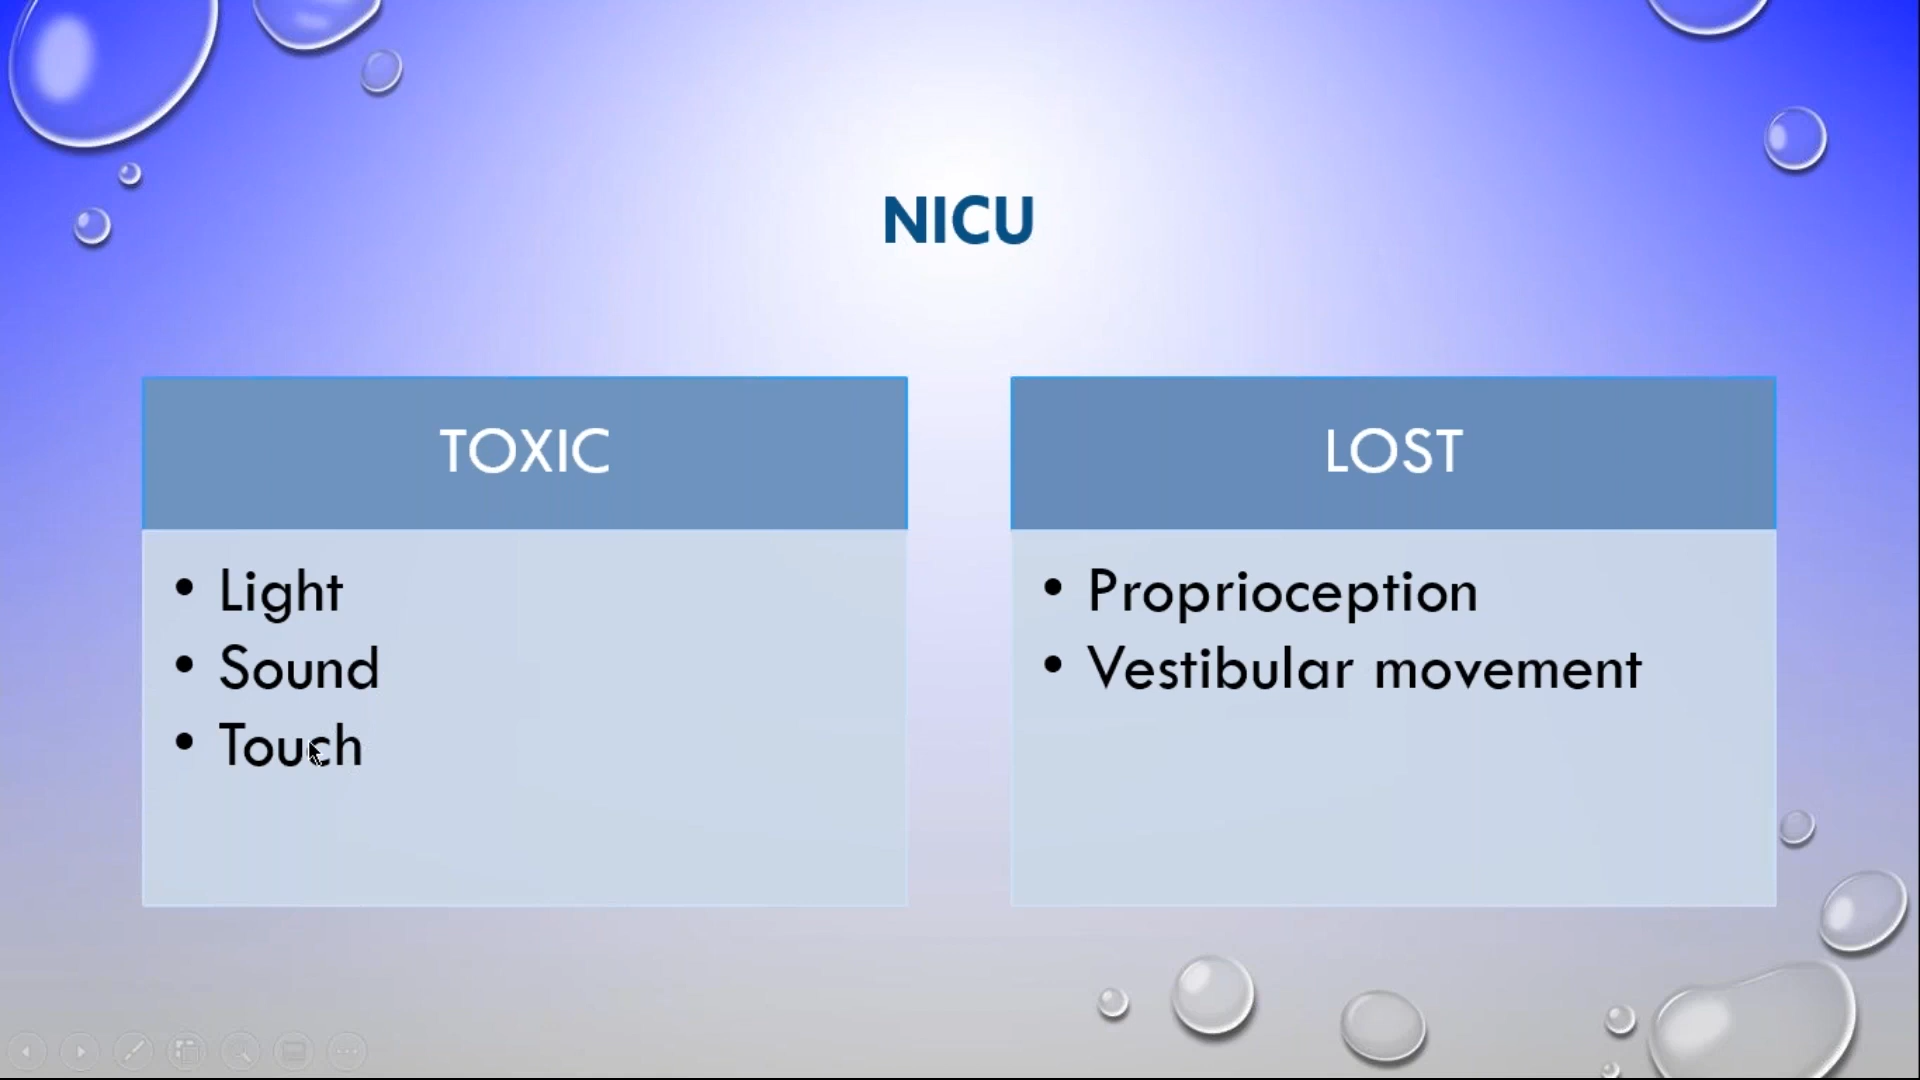 NICU
TOXIC
• Light
• Sound
• Touch
LOST
• Proprioception
• Vestibular movement